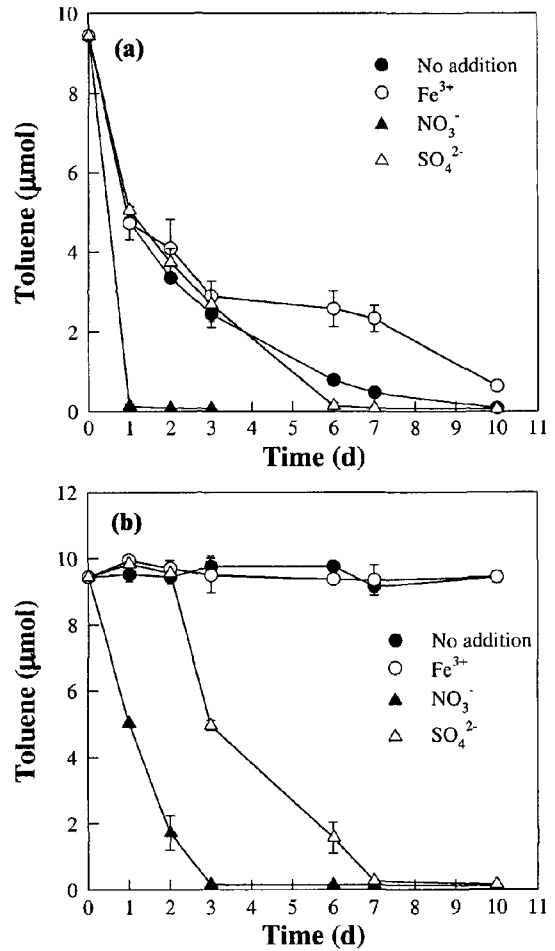 10
8
6
4
2
0
Toluene (μmol)
(a)
No addition
Fe³⁺
NO₃⁻
SO₄²⁻
0 1 2 3 4 5 6 7 8 9 10 11
Time (d)
12
10
8
6
4
2
0
Toluene (μmol)
(b)
No addition
Fe³⁺
NO₃⁻
SO₄²⁻
0 1 2 3 4 5 6 7 8 9 10 11
Time (d)